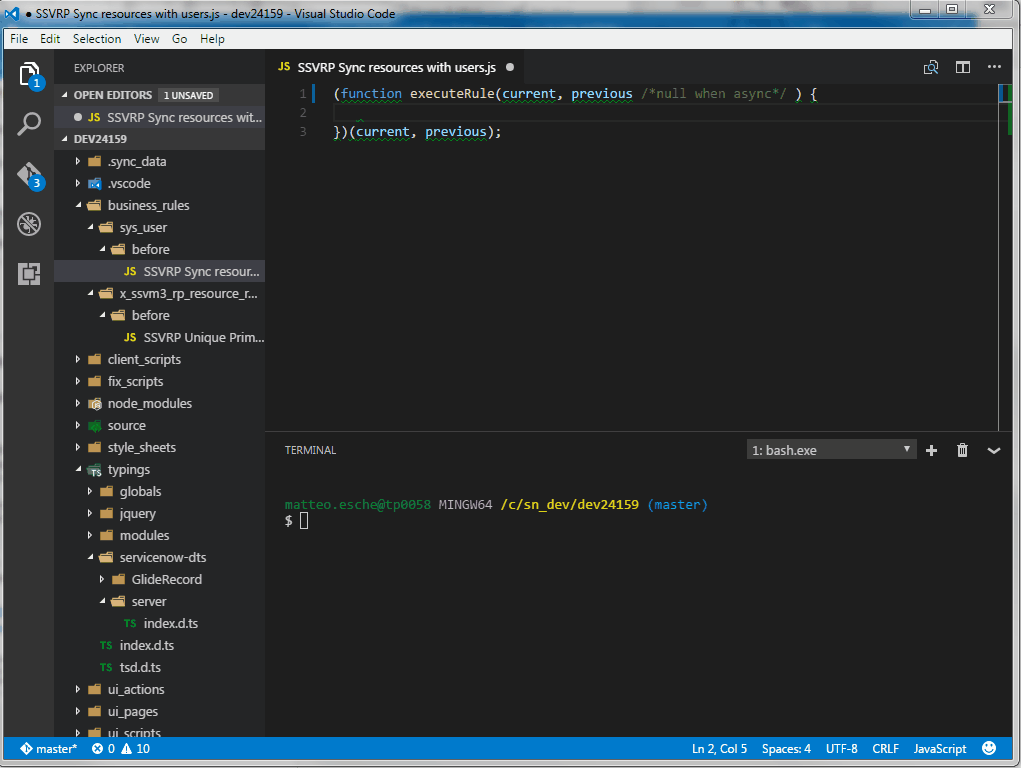 SSVRP Sync resources with users.js - dev24159 - Visual Studio Code
File Edit Selection View Go Help
1
3
EXPLORER
OPEN EDITORS 1 UNSAVED
JS SSVRP Sync resources wit...
DEV24159
.sync_data
.vscode
business_rules
sys_user
before
JS SSVRP Sync resour...
x_ssvm3_rp_resource_r...
before
JS SSVRP Unique Prim...
client_scripts
fix_scripts
node_modules
source
style_sheets
TS typings
globals
jquery
modules
servicenow-dts
GlideRecord
server
TS index.d.ts
TS index.d.ts
TS tsd.d.ts
ui_actions
ui_pages
ui_scripts
JS SSVRP Sync resources with users.js
1 (function executeRule(current, previous /*null when async*/ ) {
2
3 })(current, previous);
TERMINAL
1: bash.exe
matteo.esche@tp0058 MINGW64 /c/sn_dev/dev24159 (master)
$
master* 0 10 Ln 2, Col 5 Spaces: 4 UTF-8 CRLF JavaScript